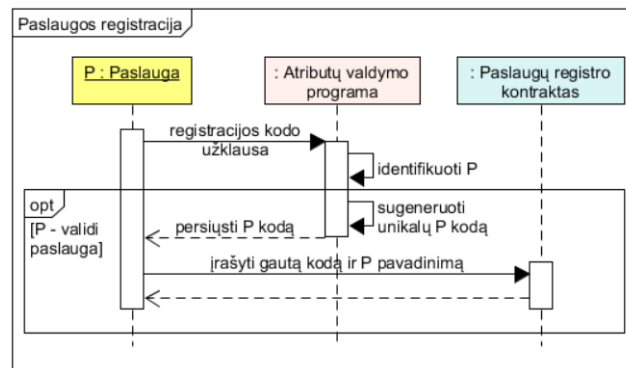 Paslaugos registracija
P : Paslauga
: Atributų valdymo
programa
: Paslaugų registro
kontraktas
registracijos kodo
užklausa
identifikuoti P
opt
[P - validi
paslauga]
sugeneruoti
unikalų P kodą
persiųsti P kodą
įrašyti gautą kodą ir P pavadinimą